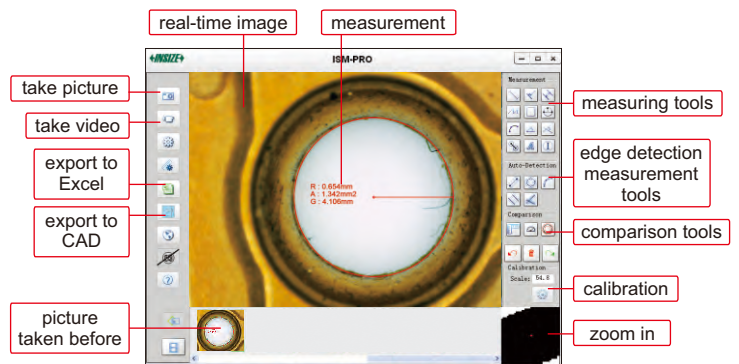 real-time image
measurement
INSIZE
ISM-PRO
take picture
take video
export to
Excel
export to
CAD
picture
taken before
Measurement
measuring tools
Auto-Detection
edge detection
measurement
tools
Comparison
comparison tools
Calibration
Scale: 54.8
calibration
zoom in
R : 0.654mm
A : 1.342mm2
G : 4.106mm